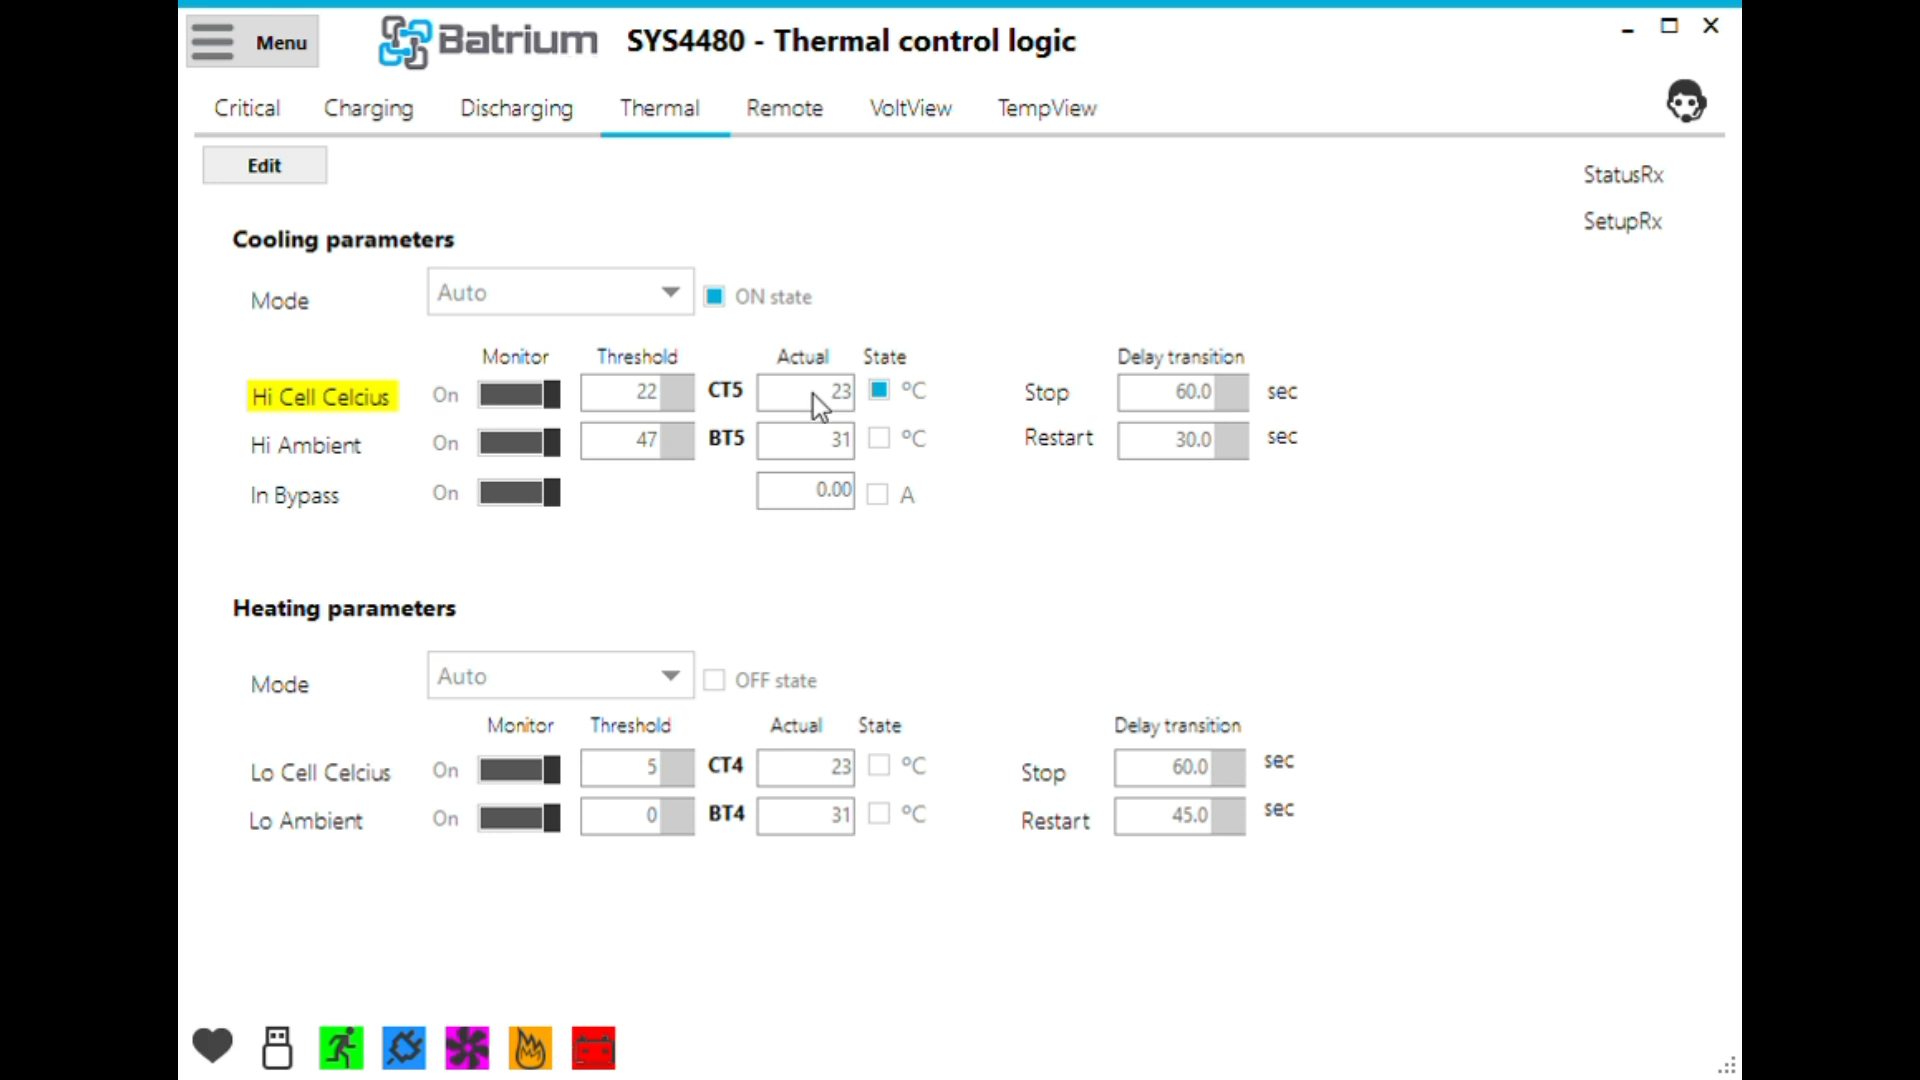 Menu Batrium SYS4480 - Thermal control logic
Critical Charging Discharging Thermal Remote VoltView TempView
Edit
StatusRx
SetupRx
Cooling parameters
Mode Auto ON state
Monitor Threshold Actual State Delay transition
Hi Cell Celcius On 22 CT5 23 °C Stop 60.0 sec
Hi Ambient On 47 BT5 31 °C Restart 30.0 sec
In Bypass On 0.00 A
Heating parameters
Mode Auto OFF state
Monitor Threshold Actual State Delay transition
Lo Cell Celcius On 5 CT4 23 °C Stop 60.0 sec
Lo Ambient On 0 BT4 31 °C Restart 45.0 sec